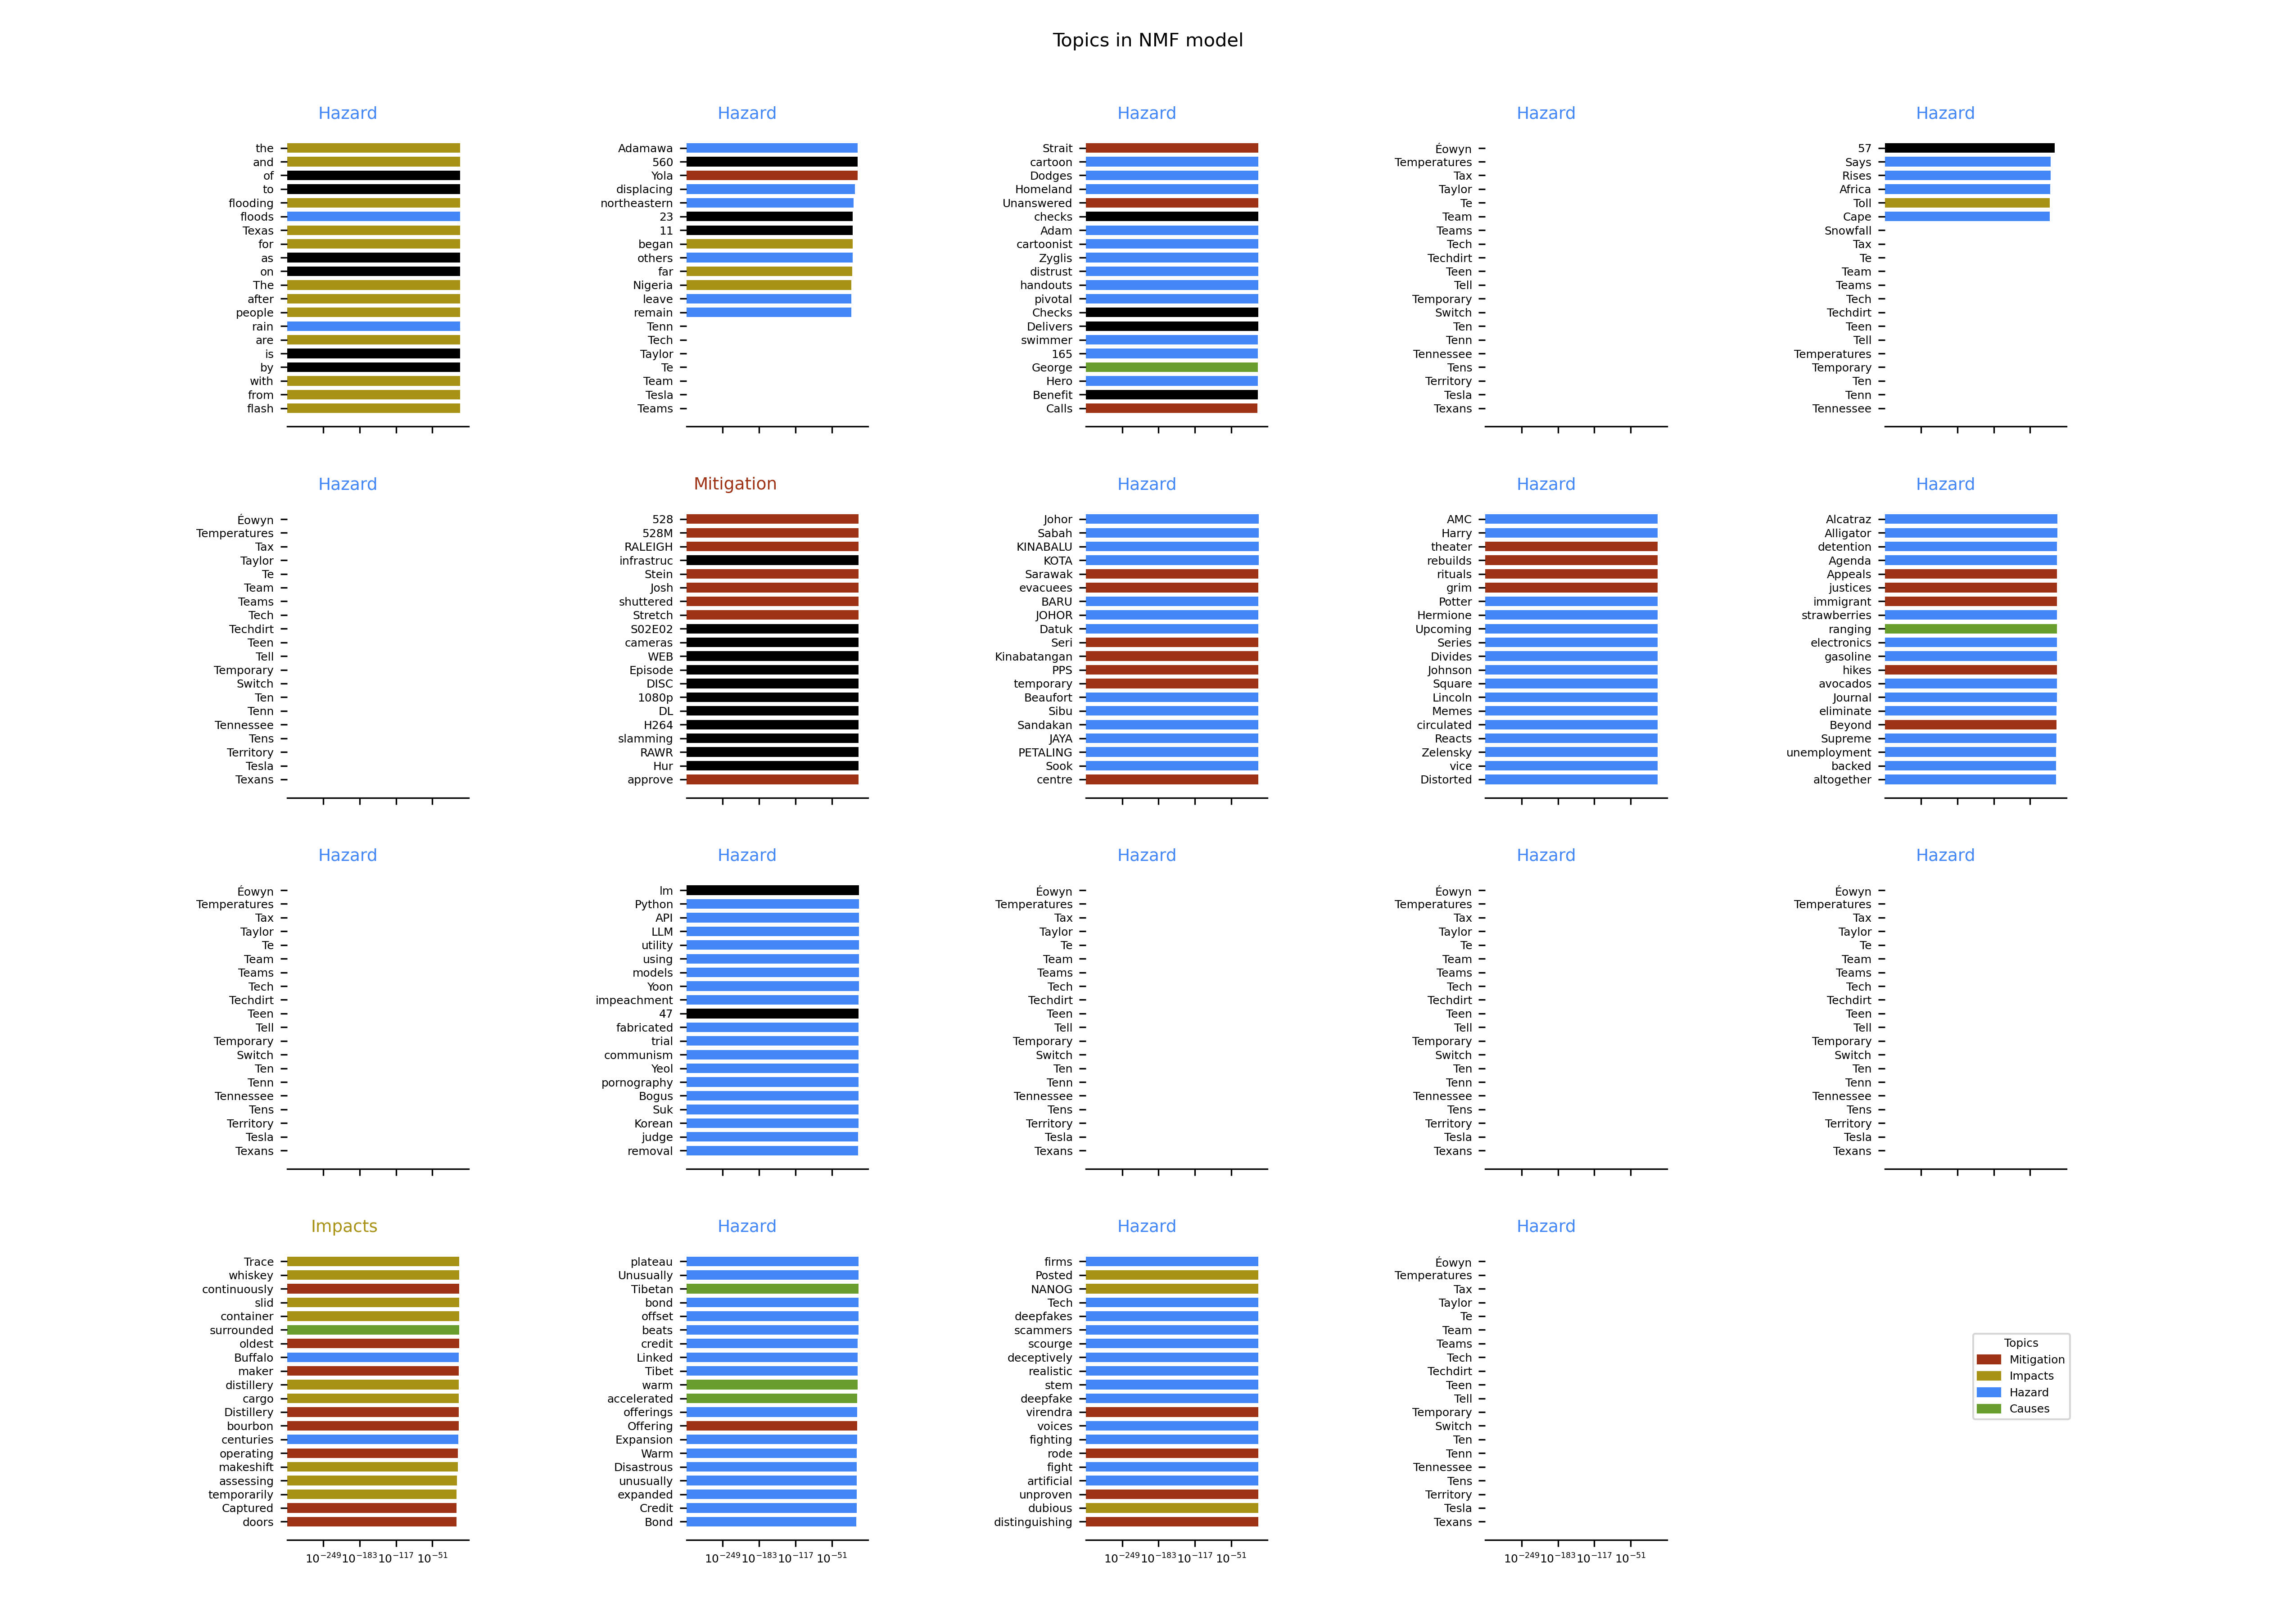 Topics in NMF model
Hazard
the
and
of
to
flooding
floods
Texas
for
as
on
The
after
people
rain
are
is
by
with
from
flash
Hazard
Adamawa
560
Yola
displacing
northeastern
23
11
began
others
far
Nigeria
leave
remain
Tenn
Tech
Taylor
Te
Team
Tesla
Teams
Hazard
Strait
cartoon
Dodges
Homeland
Unanswered
checks
Adam
cartoonist
Zyglis
distrust
handouts
pivotal
Checks
Delivers
swimmer
165
George
Hero
Benefit
Calls
Hazard
Éowyn
Temperatures
Tax
Taylor
Te
Team
Teams
Tech
Techdirt
Teen
Tell
Temporary
Switch
Ten
Tenn
Tennessee
Tens
Territory
Tesla
Texans
Hazard
57
Says
Rises
Africa
Toll
Cape
Snowfall
Tax
Te
Team
Teams
Tech
Techdirt
Teen
Tell
Temperatures
Temporary
Ten
Tenn
Tennessee
Hazard
Éowyn
Temperatures
Tax
Taylor
Te
Team
Teams
Tech
Techdirt
Teen
Tell
Temporary
Switch
Ten
Tenn
Tennessee
Tens
Territory
Tesla
Texans
Mitigation
528
528M
RALEIGH
infrastruc
Stein
Josh
shuttered
Stretch
S02E02
cameras
WEB
Episode
DISC
1080p
DL
H264
slamming
RAWR
Hur
approve
Hazard
Johor
Sabah
KINABALU
KOTA
Sarawak
evacuees
BARU
JOHOR
Datuk
Seri
Kinabatangan
PPS
temporary
Beaufort
Sibu
Sandakan
JAYA
PETALING
Sook
centre
Hazard
AMC
Harry
theater
rebuilds
rituals
grim
Potter
Hermione
Upcoming
Series
Divides
Johnson
Square
Lincoln
Memes
circulated
Reacts
Zelensky
vice
Distorted
Hazard
Alcatraz
Alligator
detention
Agenda
Appeals
justices
immigrant
strawberries
ranging
electronics
gasoline
hikes
avocados
Journal
eliminate
Beyond
Supreme
unemployment
backed
altogether
Hazard
Éowyn
Temperatures
Tax
Taylor
Te
Team
Teams
Tech
Techdirt
Teen
Tell
Temporary
Switch
Ten
Tenn
Tennessee
Tens
Territory
Tesla
Texans
Hazard
Python
API
LLM
utility
using
models
Yoon
impeachment
47
fabricated
trial
communism
Yeol
pornography
Bogus
Suk
Korean
judge
removal
Hazard
Éowyn
Temperatures
Tax
Taylor
Te
Team
Teams
Tech
Techdirt
Teen
Tell
Temporary
Switch
Ten
Tenn
Tennessee
Tens
Territory
Tesla
Texans
Hazard
Éowyn
Temperatures
Tax
Taylor
Te
Team
Teams
Tech
Techdirt
Teen
Tell
Temporary
Switch
Ten
Tenn
Tennessee
Tens
Territory
Tesla
Texans
Hazard
Éowyn
Temperatures
Tax
Taylor
Te
Team
Teams
Tech
Techdirt
Teen
Tell
Temporary
Switch
Ten
Tenn
Tennessee
Tens
Territory
Tesla
Texans
Impacts
Trace
whiskey
continuously
slid
container
surrounded
oldest
Buffalo
maker
distillery
cargo
Distillery
bourbon
centuries
operating
makeshift
assessing
temporarily
Captured
doors
10⁻²⁴⁹ 10⁻¹⁸³ 10⁻¹¹⁷ 10⁻⁵¹
Hazard
plateau
Unusually
Tibetan
bond
offset
beats
credit
Linked
Tibet
warm
accelerated
offerings
Offering
Expansion
Warm
Disastrous
unusually
expanded
Credit
Bond
10⁻²⁴⁹ 10⁻¹⁸³ 10⁻¹¹⁷ 10⁻⁵¹
Hazard
firms
Posted
NANOG
Tech
deepfakes
scammers
scourge
deceptively
realistic
stem
deepfake
virendra
voices
fighting
rode
fight
artificial
unproven
dubious
distinguishing
10⁻²⁴⁹ 10⁻¹⁸³ 10⁻¹¹⁷ 10⁻⁵¹
Hazard
Éowyn
Temperatures
Tax
Taylor
Te
Team
Teams
Tech
Techdirt
Teen
Tell
Temporary
Switch
Ten
Tenn
Tennessee
Tens
Territory
Tesla
Texans
10⁻²⁴⁹ 10⁻¹⁸³ 10⁻¹¹⁷ 10⁻⁵¹
Topics
Mitigation
Impacts
Hazard
Causes